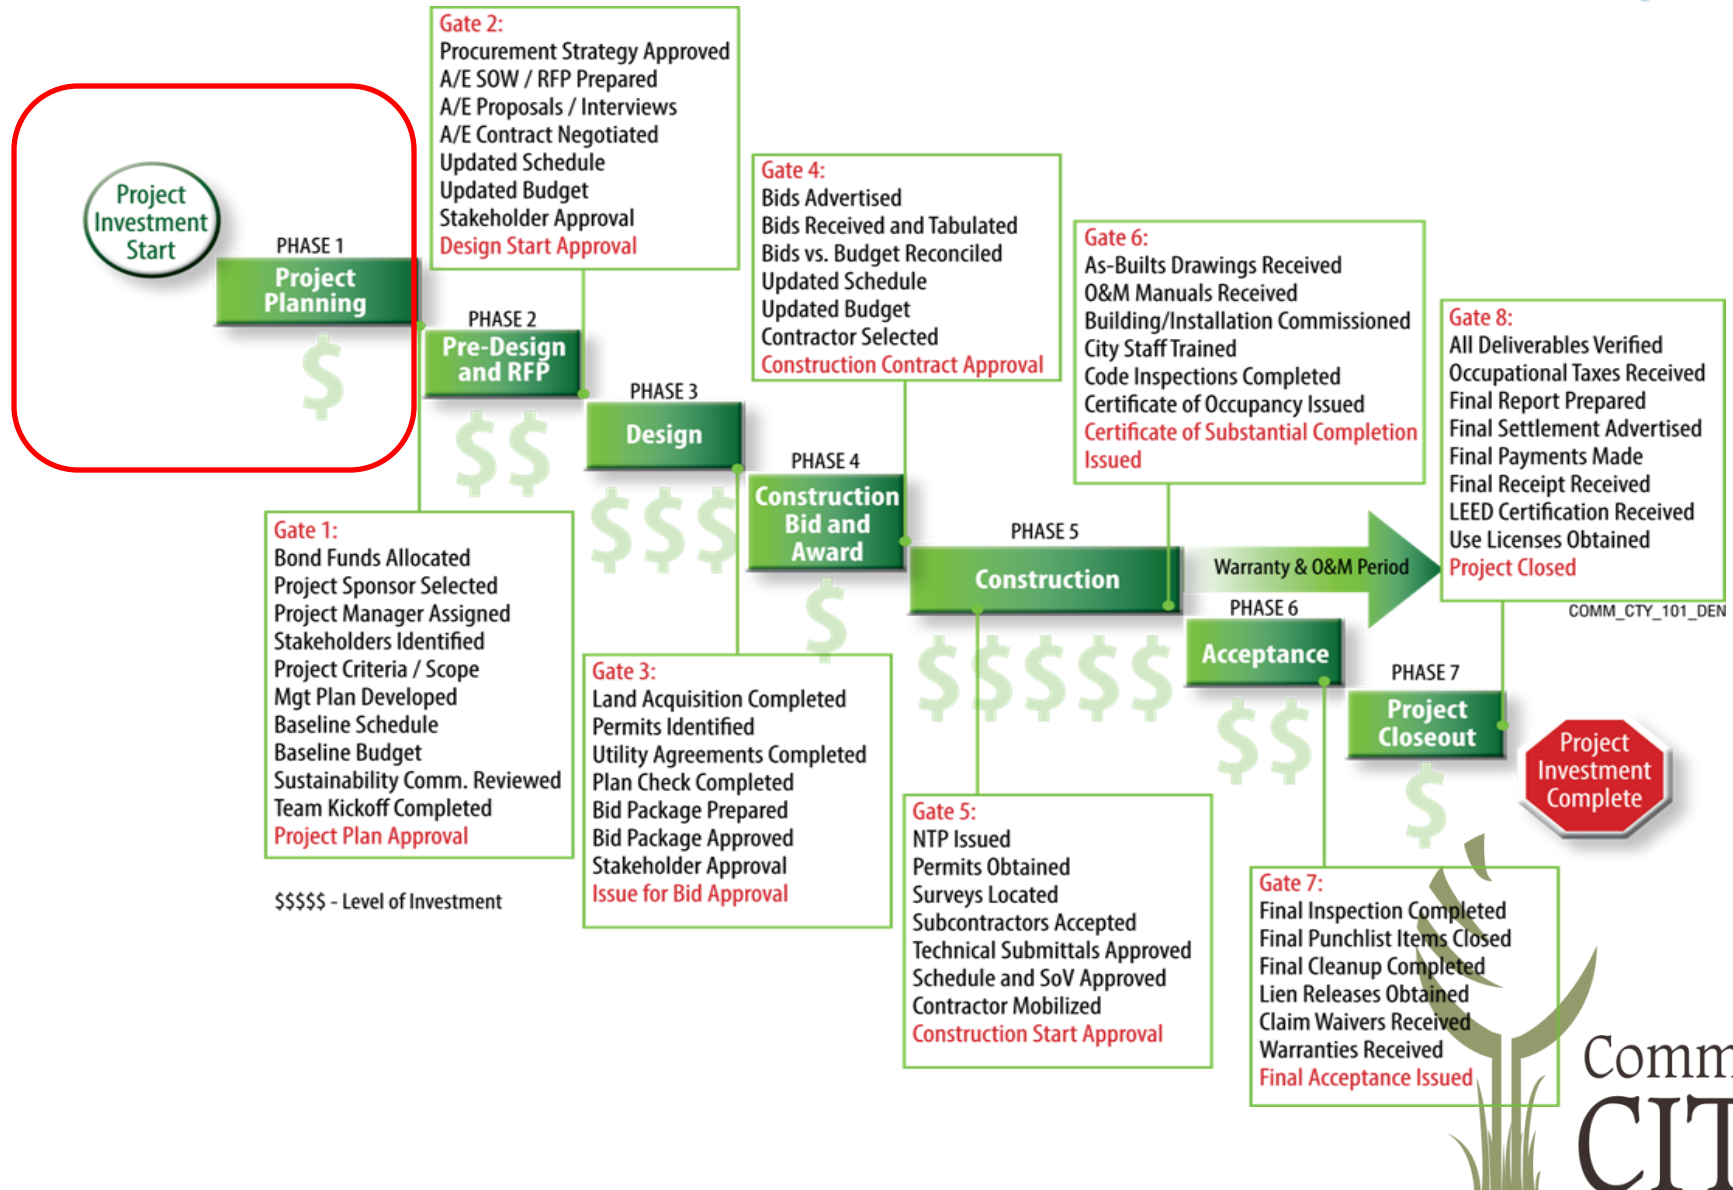 Project
Investment
Start
PHASE 1
Project
Planning
$
Gate 1:
Bond Funds Allocated
Project Sponsor Selected
Project Manager Assigned
Stakeholders Identified
Project Criteria / Scope
Mgt Plan Developed
Baseline Schedule
Baseline Budget
Sustainability Comm. Reviewed
Team Kickoff Completed
Project Plan Approval
$$$$$ - Level of Investment
Gate 2:
Procurement Strategy Approved
A/E SOW / RFP Prepared
A/E Proposals / Interviews
A/E Contract Negotiated
Updated Schedule
Updated Budget
Stakeholder Approval
Design Start Approval
PHASE 2
Pre-Design
and RFP
$$
PHASE 3
Design
$$$
Gate 3:
Land Acquisition Completed
Permits Identified
Utility Agreements Completed
Plan Check Completed
Bid Package Prepared
Bid Package Approved
Stakeholder Approval
Issue for Bid Approval
Gate 4:
Bids Advertised
Bids Received and Tabulated
Bids vs. Budget Reconciled
Updated Schedule
Updated Budget
Contractor Selected
Construction Contract Approval
PHASE 4
Construction
Bid and
Award
$
PHASE 5
Construction
$$$$$
Gate 5:
NTP Issued
Permits Obtained
Surveys Located
Subcontractors Accepted
Technical Submittals Approved
Schedule and SoV Approved
Contractor Mobilized
Construction Start Approval
Gate 6:
As-Builts Drawings Received
O&M Manuals Received
Building/Installation Commissioned
City Staff Trained
Code Inspections Completed
Certificate of Occupancy Issued
Certificate of Substantial Completion
Issued
Warranty & O&M Period
PHASE 6
Acceptance
$$
Gate 7:
Final Inspection Completed
Final Punchlist Items Closed
Final Cleanup Completed
Lien Releases Obtained
Claim Waivers Received
Warranties Received
Final Acceptance Issued
Gate 8:
All Deliverables Verified
Occupational Taxes Received
Final Report Prepared
Final Settlement Advertised
Final Payments Made
Final Receipt Received
LEED Certification Received
Use Licenses Obtained
Project Closed
COMM_CTY_101_DEN
PHASE 7
Project
Closeout
$
Project
Investment
Complete
Comm
CIT